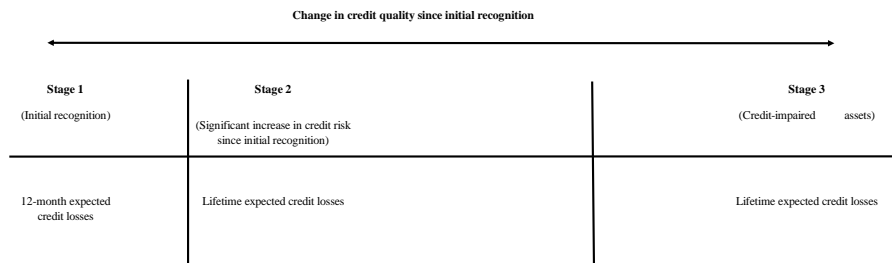 Change in credit quality since initial recognition
Stage 1
Stage 2
Stage 3
(Initial recognition)
(Significant increase in credit risk
since initial recognition)
(Credit-impaired assets)
12-month expected
credit losses
Lifetime expected credit losses
Lifetime expected credit losses